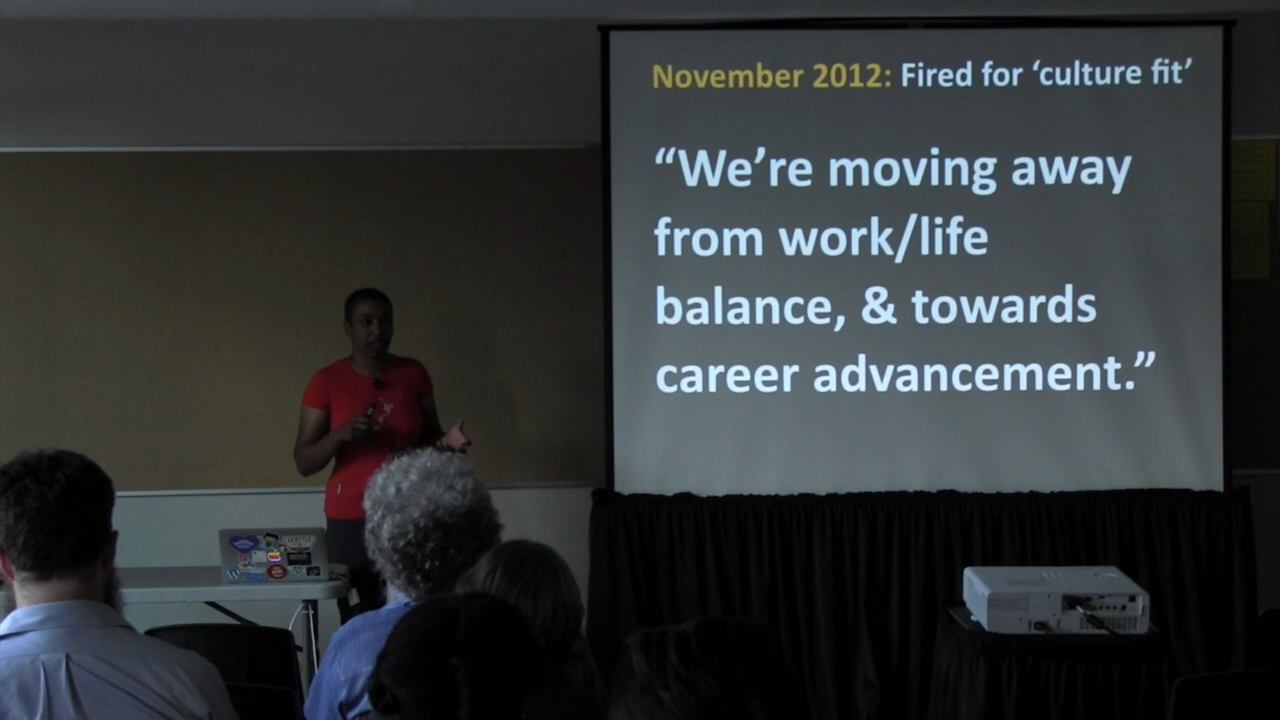 November 2012: Fired for ‘culture fit’
“We’re moving away
from work/life
balance, & towards
career advancement.”